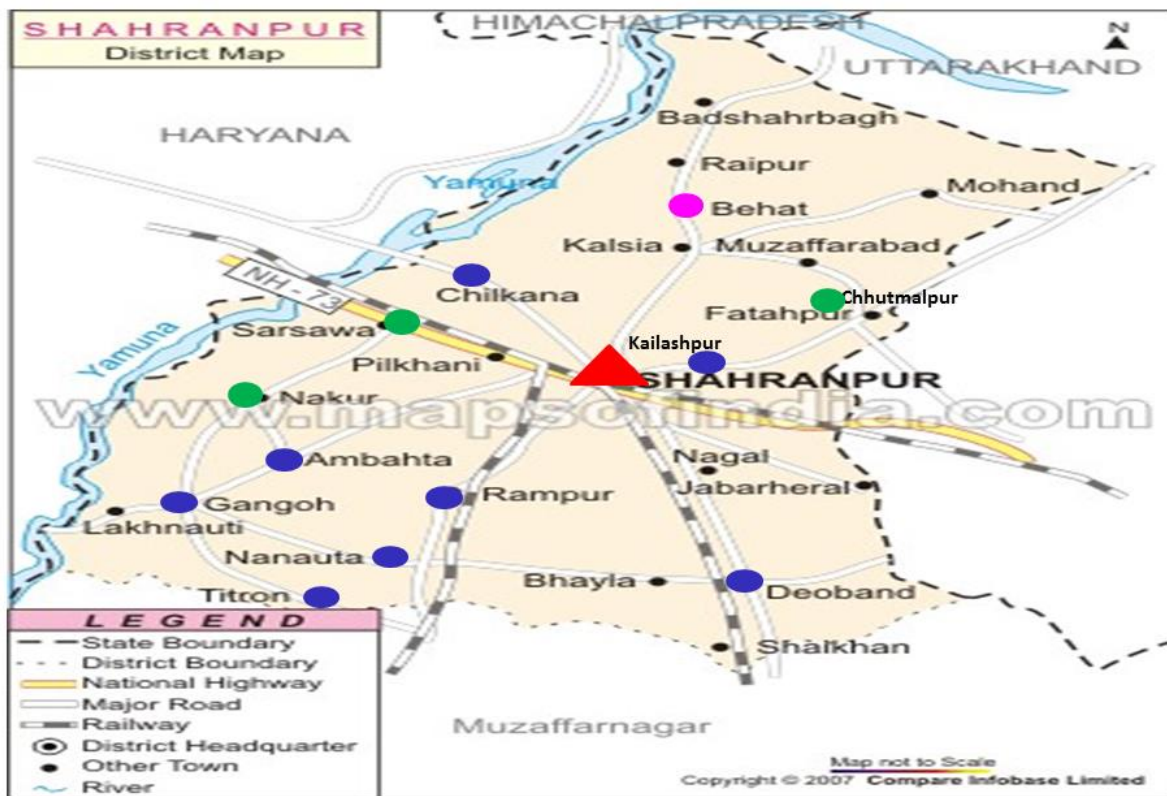 SHAHRANPUR
District Map
HIMACHAL PRADESH
N
UTTARAKHAND
HARYANA
Badshahrbagh
Raipur
Yamuna
Mohand
Behat
Kalsia
Muzaffarabad
NH - 73
Chilkana
Chhutmalpur
Fatahpur
Sarsawa
Yamuna
Kailashpur
Pilkhani
SHAHRANPUR
Nakur
www.mapsofindia.com
Ambahta
Nagal
Rampur
Jabarheral
Gangoh
Lakhnauti
Nanauta
Bhayla
Deoband
Titron
LEGEND
State Boundary
District Boundary
National Highway
Major Road
Railway
District Headquarter
Other Town
River
Shalkhan
Muzaffarnagar
Map not to Scale
Copyright © 2007 Compare Infobase Limited